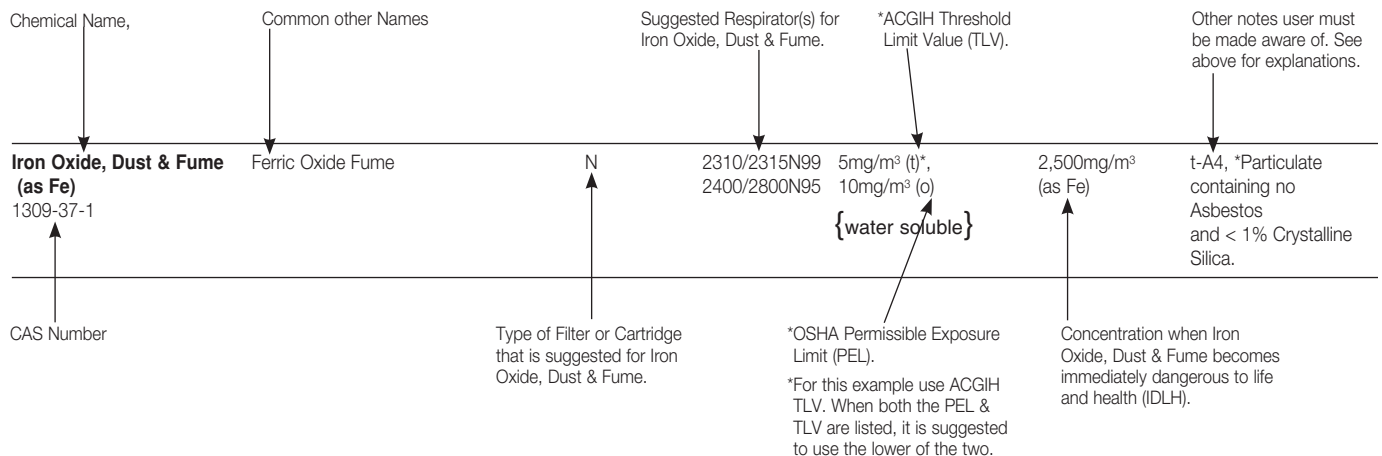 Chemical Name,
Common other Names
Suggested Respirator(s) for
Iron Oxide, Dust & Fume.
*ACGIH Threshold
Limit Value (TLV).
Other notes user must
be made aware of. See
above for explanations.
Iron Oxide, Dust & Fume
(as Fe)
1309-37-1
Ferric Oxide Fume
N
2310/2315N99
2400/2800N95
5mg/m³ (t)*,
10mg/m³ (o)
{water soluble}
2,500mg/m³
(as Fe)
t-A4, *Particulate
containing no
Asbestos
and < 1% Crystalline
Silica.
CAS Number
Type of Filter or Cartridge
that is suggested for Iron
Oxide, Dust & Fume.
*OSHA Permissible Exposure
Limit (PEL).
*For this example use ACGIH
TLV. When both the PEL &
TLV are listed, it is suggested
to use the lower of the two.
Concentration when Iron
Oxide, Dust & Fume becomes
immediately dangerous to life
and health (IDLH).